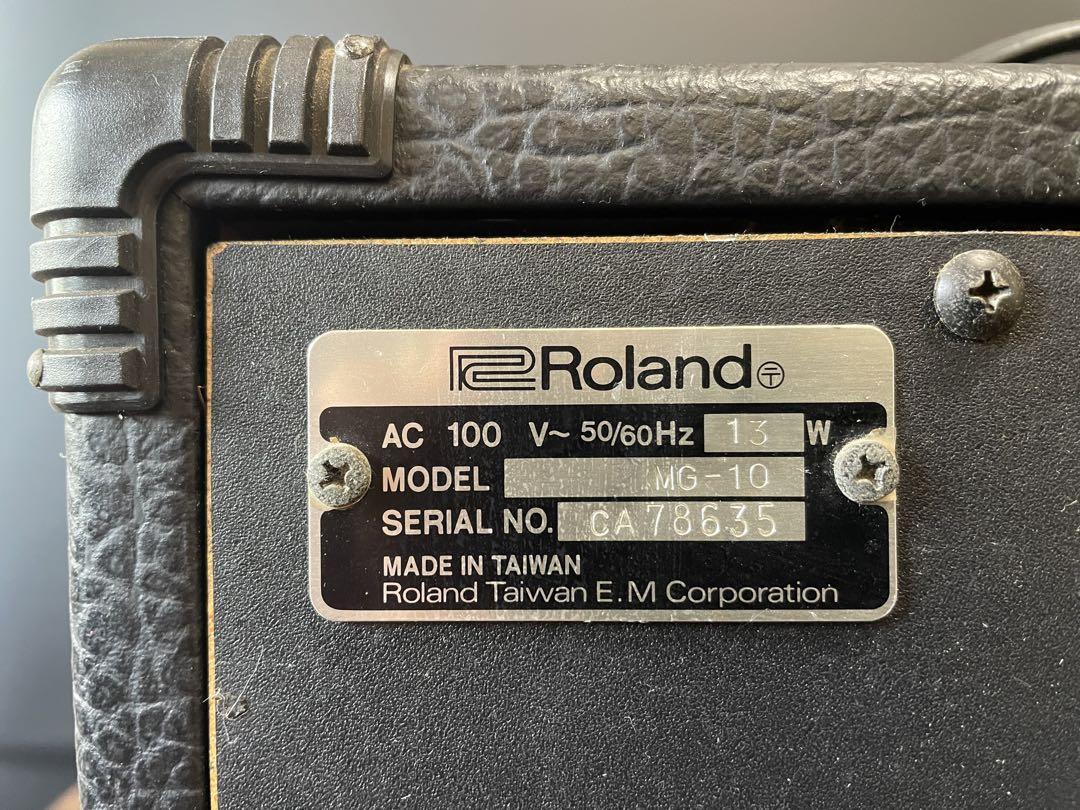 Roland 〶
AC 100 V~ 50/60Hz 13 W
MODEL MG-10
SERIAL NO. CA78635
MADE IN TAIWAN
Roland Taiwan E.M Corporation